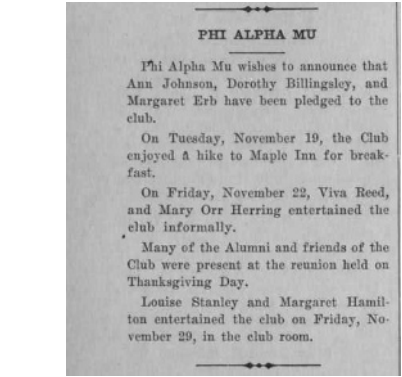 PHI ALPHA MU
Phi Alpha Mu wishes to announce that
Ann Johnson, Dorothy Billingsley, and
Margaret Erb have been pledged to the
club.
On Tuesday, November 19, the Club
enjoyed a hike to Maple Inn for break-
fast.
On Friday, November 22, Viva Reed,
and Mary Orr Herring entertained the
club informally.
Many of the Alumni and friends of the
Club were present at the reunion held on
Thanksgiving Day.
Louise Stanley and Margaret Hamil-
ton entertained the club on Friday, No-
vember 29, in the club room.